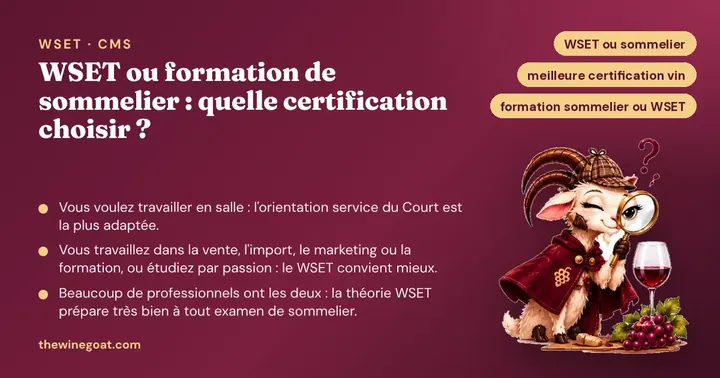 WSET · CMS
WSET ou formation de
sommelier : quelle certification
choisir ?
WSET ou sommelier
meilleure certification vin
formation sommelier ou WSET
Vous voulez travailler en salle : l'orientation service du Court est
la plus adaptée.
Vous travaillez dans la vente, l'import, le marketing ou la
formation, ou étudiez par passion : le WSET convient mieux.
Beaucoup de professionnels ont les deux : la théorie WSET
prépare très bien à tout examen de sommelier.
thewinegoat.com